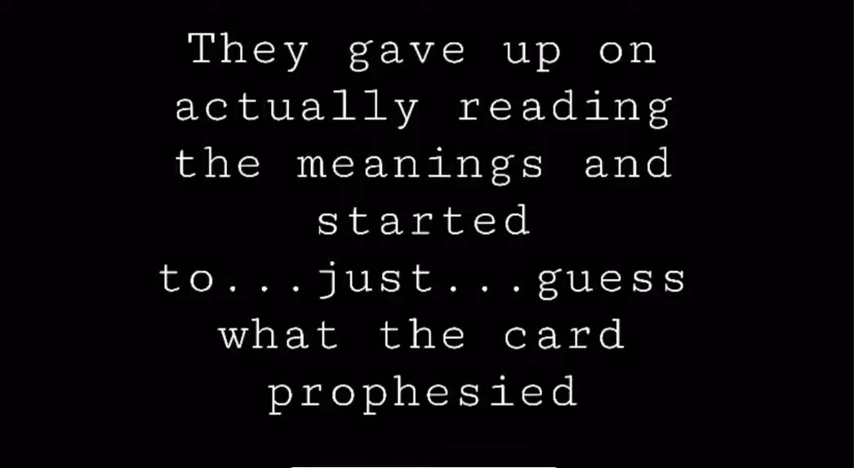 They gave up on
actually reading
the meanings and
started
to...just...guess
what the card
prophesied